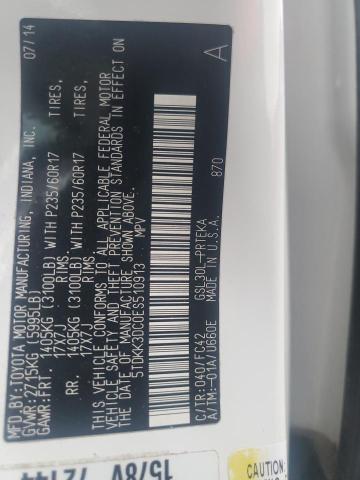 MFD.BY:TOYOTA MOTOR MANUFACTURING, INDIANA, INC. 07/14
GVWR:2715KG (5985LB)
GAWR:FRT. 1405KG (3100LB) WITH P235/60R17 TIRES,
17X7J RIMS.
RR. 1405KG (3100LB) WITH P235/60R17 TIRES,
17X7J RIMS.
THIS VEHICLE CONFORMS TO ALL APPLICABLE FEDERAL MOTOR
VEHICLE SAFETY AND THEFT PREVENTION STANDARDS IN EFFECT ON
THE DATE OF MANUFACTURE SHOWN ABOVE.
5TDKK3DC0ES510913 MPV
A
870
C/TR:040/FC42 GSL30L-PRTEKA
A/TM:-01A/U660E MADE IN U.S.A.
CAUTION: